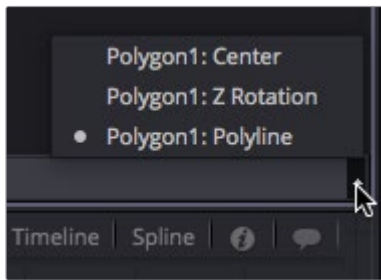 Polygon1: Center
Polygon1: Z Rotation
Polygon1: Polyline
Timeline Spline